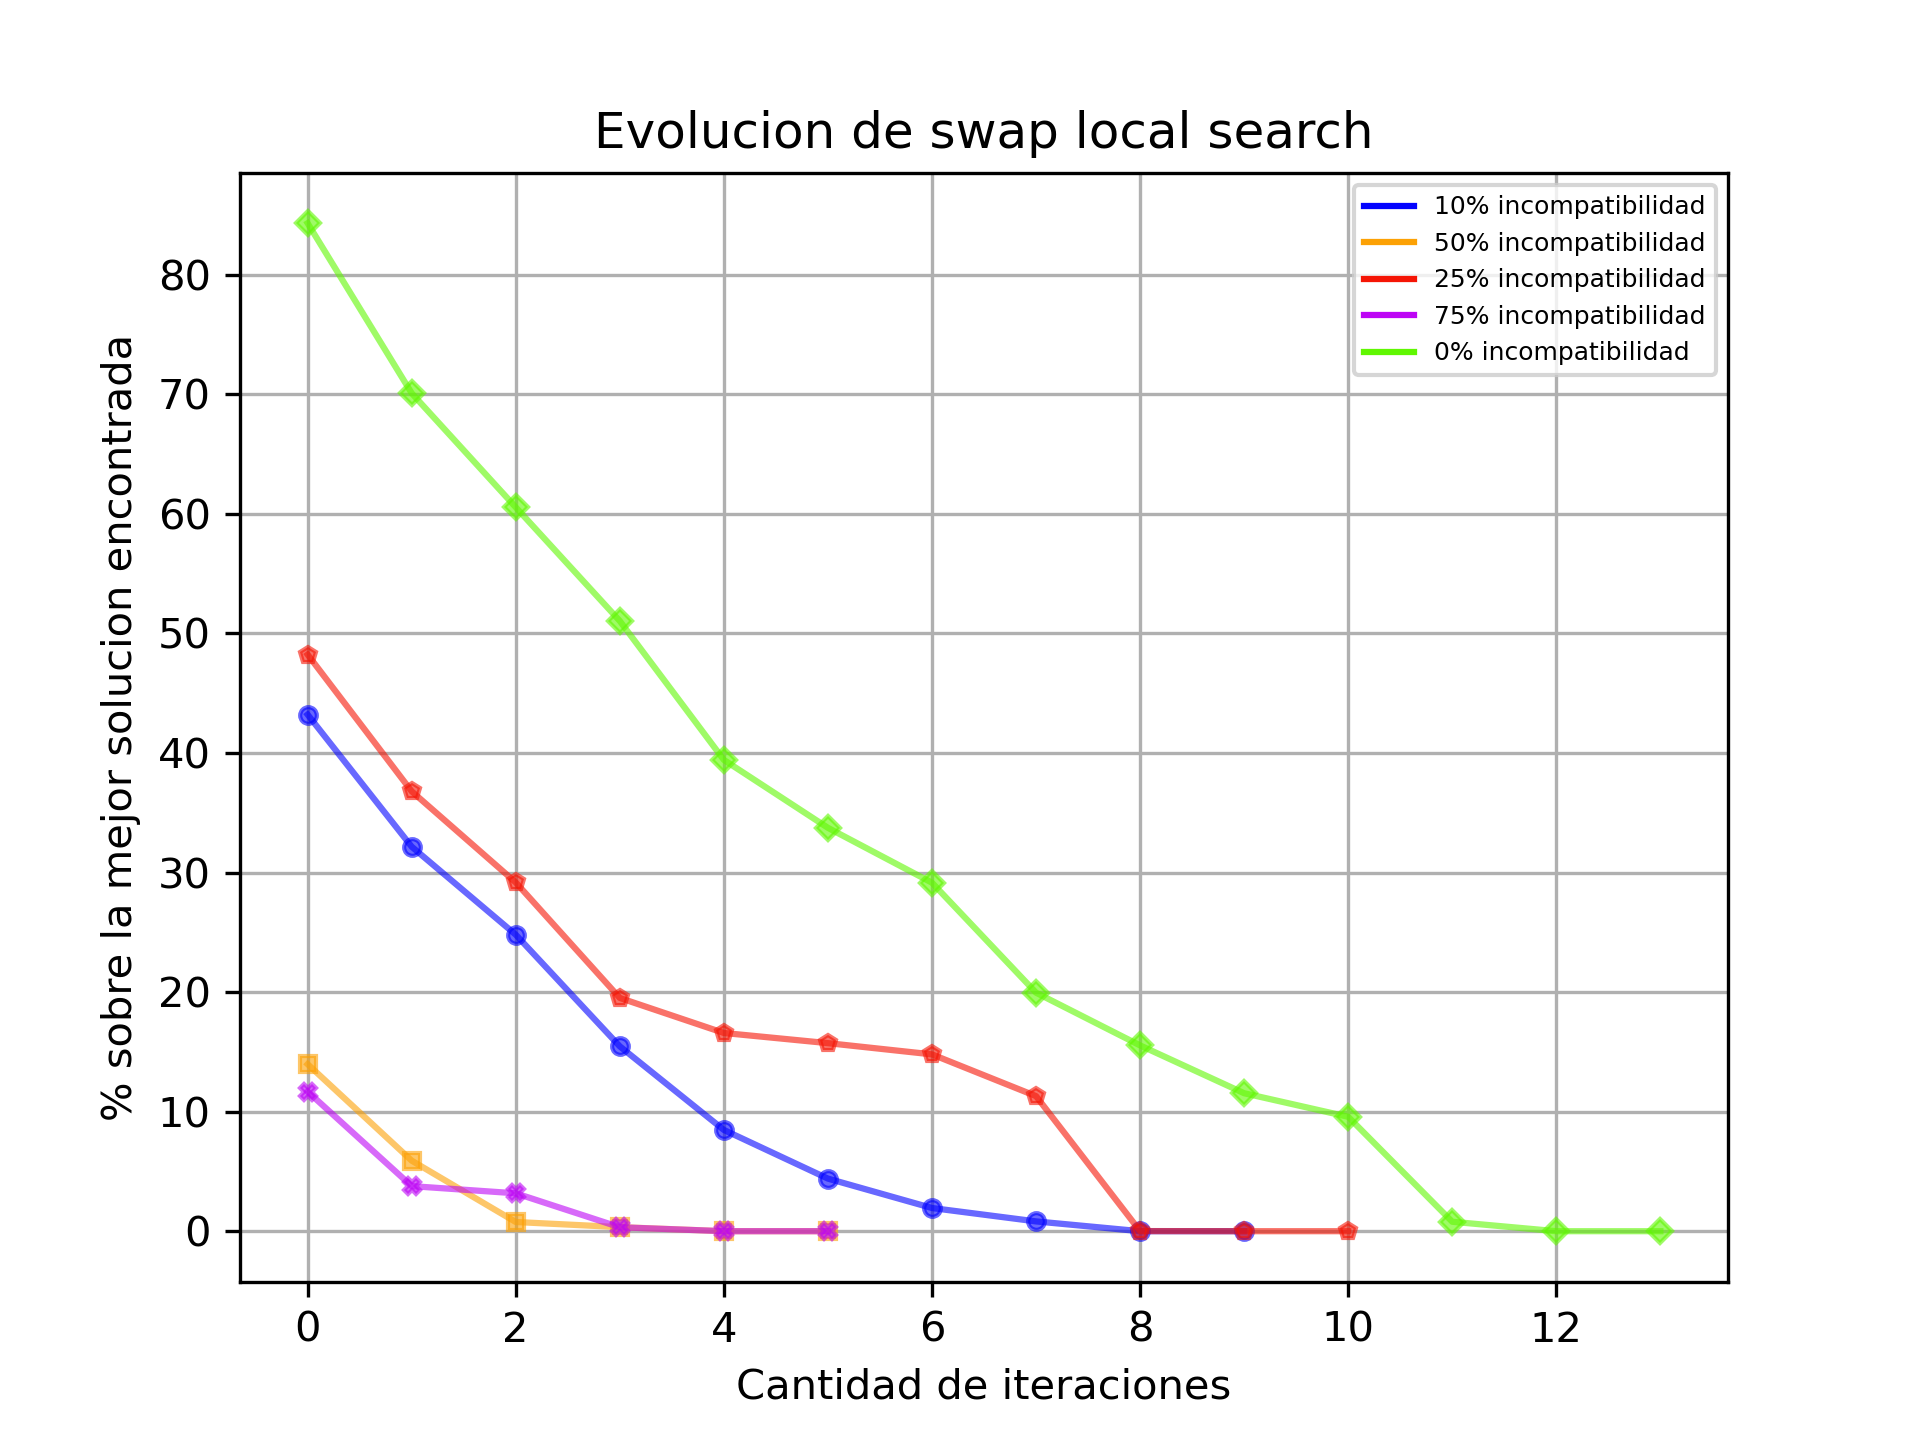 Evolucion de swap local search
10% incompatibilidad
50% incompatibilidad
25% incompatibilidad
75% incompatibilidad
0% incompatibilidad
% sobre la mejor solucion encontrada
80
70
60
50
40
30
20
10
0
0 2 4 6 8 10 12
Cantidad de iteraciones